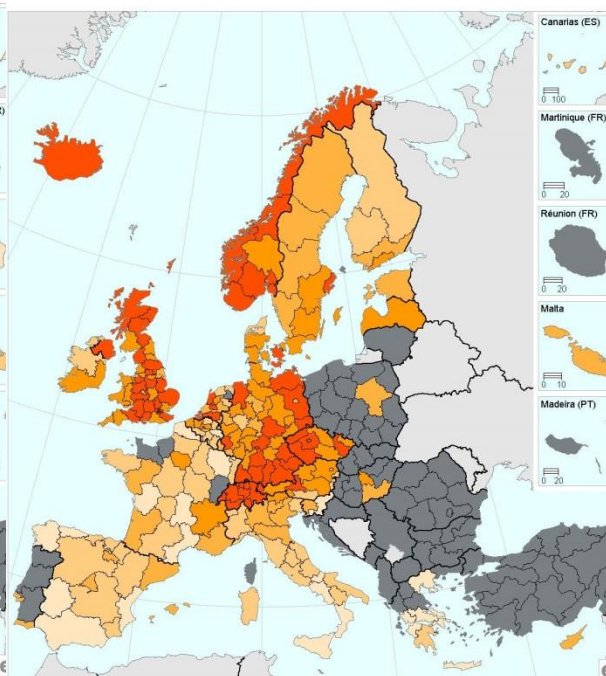 Canarias (ES)
0 100
Martinique (FR)
0 20
Réunion (FR)
0 20
Malta
0 10
Madeira (PT)
0 20